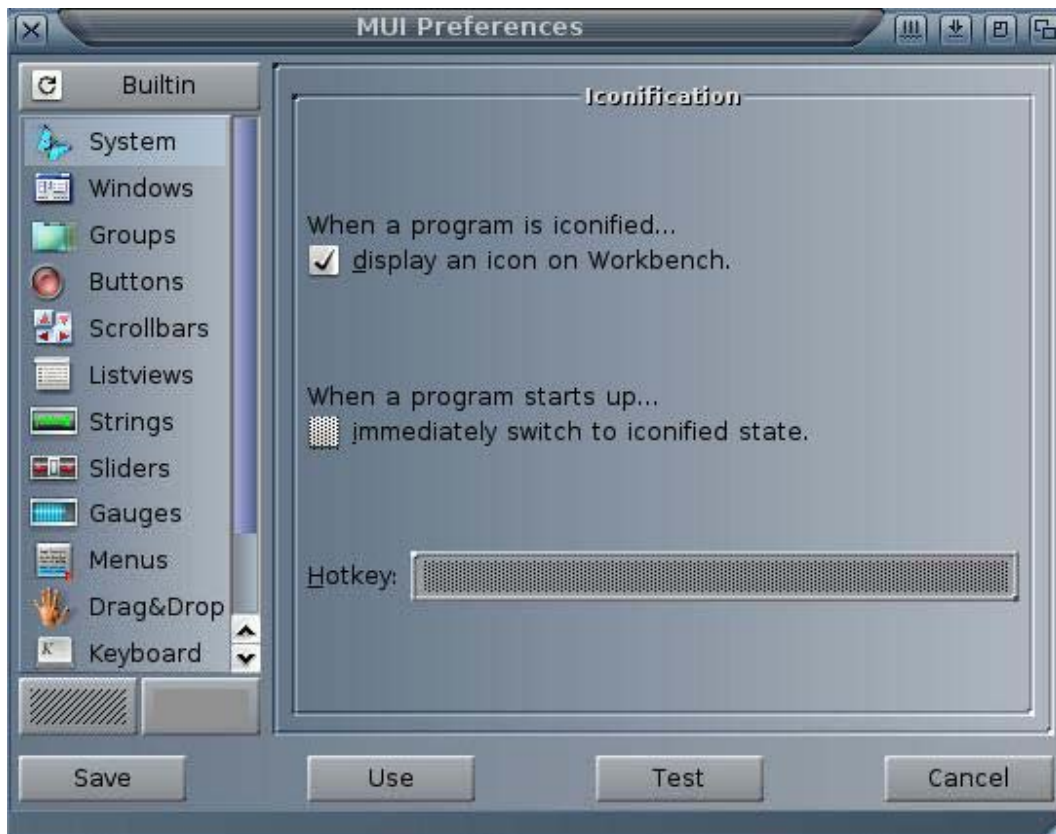 MUI Preferences
Builtin
System
Windows
Groups
Buttons
Scrollbars
Listviews
Strings
Sliders
Gauges
Menus
Drag&Drop
Keyboard
Iconification
When a program is iconified...
display an icon on Workbench.
When a program starts up...
immediately switch to iconified state.
Hotkey:
Save
Use
Test
Cancel